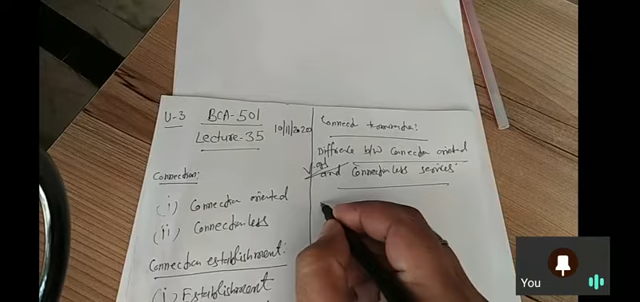 U-3 BCA-501
Lecture-35 10/11/2020
Connection:
(i) Connection oriented
(ii) Connectionless
Connection establishment:
(i) Establishment
Difference b/w Connection oriented
and Connectionless services:
You